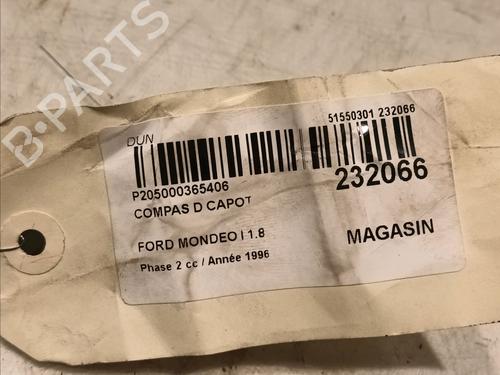 B-PARTS
DUN
51550301 232066
P205000365406
232066
COMPAS D CAPOT
FORD MONDEO I 1.8
MAGASIN
Phase 2 cc / Année 1996